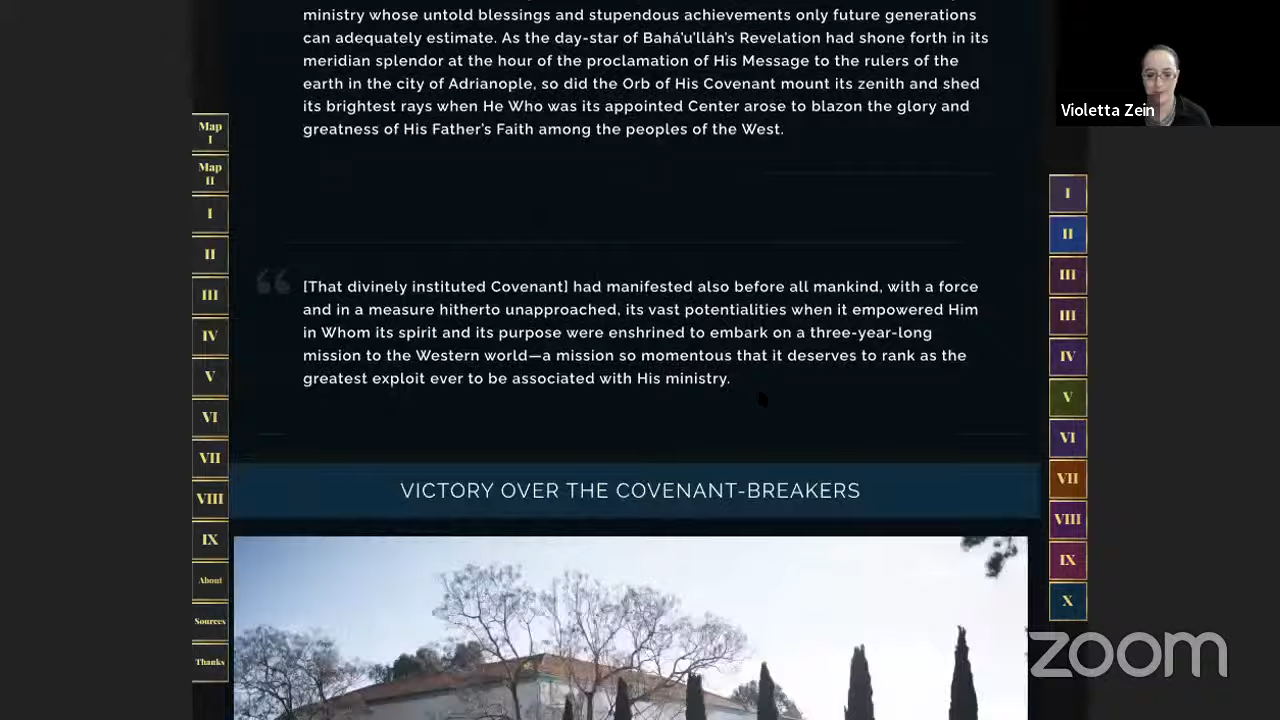 ministry whose untold blessings and stupendous achievements only future generations
can adequately estimate. As the day-star of Bahá'u'lláh's Revelation had shone forth in its
meridian splendor at the hour of the proclamation of His Message to the rulers of the
earth in the city of Adrianople, so did the Orb of His Covenant mount its zenith and shed
its brightest rays when He Who was its appointed Center arose to blazon the glory and
greatness of His Father's Faith among the peoples of the West.
Violetta Zein
Map
I
Map
II
I
II
III
IV
V
VI
VII
VIII
IX
About
Sources
Thanks
“
[That divinely instituted Covenant] had manifested also before all mankind, with a force
and in a measure hitherto unapproached, its vast potentialities when it empowered Him
in Whom its spirit and its purpose were enshrined to embark on a three-year-long
mission to the Western world—a mission so momentous that it deserves to rank as the
greatest exploit ever to be associated with His ministry.
VICTORY OVER THE COVENANT-BREAKERS
I
II
III
III
IV
V
VI
VII
VIII
IX
X
zoom